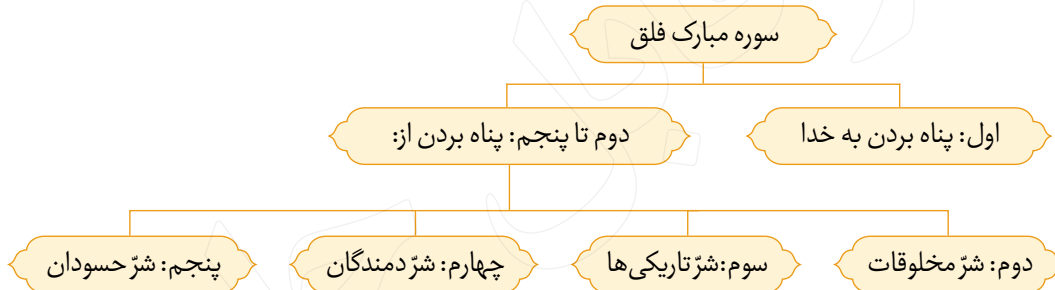 سوره مبارک فلق
اول: پناه بردن به خدا
دوم تا پنجم: پناه بردن از:
دوم: شرّ مخلوقات
سوم:شرّ تاریکی‌ها
چهارم: شرّ دمندگان
پنجم: شرّ حسودان